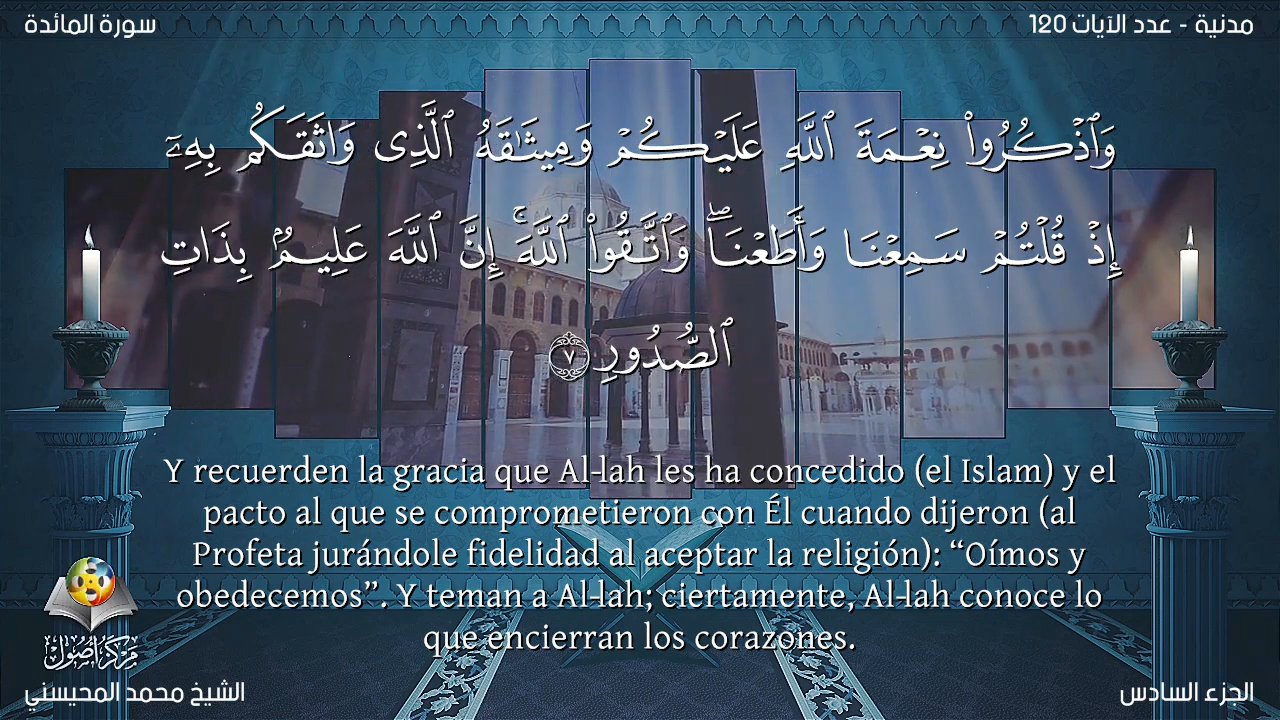 سورة المائدة
مدنية - عدد الآيات 120
وَٱذْكُرُوا۟ نِعْمَةَ ٱللَّهِ عَلَيْكُمْ وَمِيثَـٰقَهُ ٱلَّذِى وَاثَقَكُم بِهِۦٓ
إِذْ قُلْتُمْ سَمِعْنَا وَأَطَعْنَا ۖ وَٱتَّقُوا۟ ٱللَّهَ ۚ إِنَّ ٱللَّهَ عَلِيمٌۢ بِذَاتِ
ٱلصُّدُورِ ٧
Y recuerden la gracia que Al-lah les ha concedido (el Islam) y el
pacto al que se comprometieron con Él cuando dijeron (al
Profeta jurándole fidelidad al aceptar la religión): “Oímos y
obedecemos”. Y teman a Al-lah; ciertamente, Al-lah conoce lo
que encierran los corazones.
مركز أصول
الشيخ محمد المحيسني
الجزء السادس